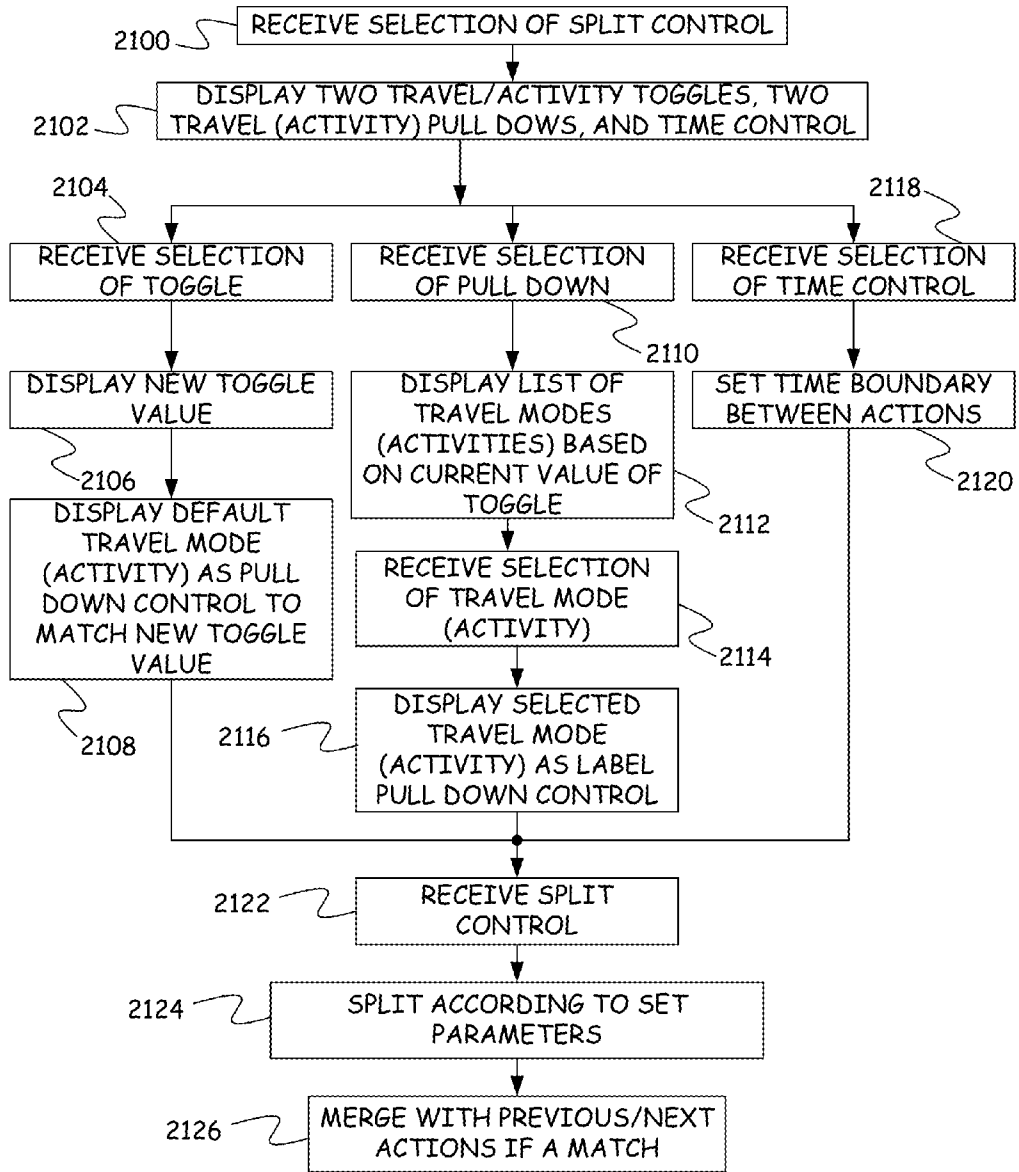 RECEIVE SELECTION OF SPLIT CONTROL
2100
DISPLAY TWO TRAVEL/ACTIVITY TOGGLES, TWO
TRAVEL (ACTIVITY) PULL DOWS, AND TIME CONTROL
2102
2104
RECEIVE SELECTION
OF TOGGLE
DISPLAY NEW TOGGLE
VALUE
2106
DISPLAY DEFAULT
TRAVEL MODE
(ACTIVITY) AS PULL
DOWN CONTROL TO
MATCH NEW TOGGLE
VALUE
2108
RECEIVE SELECTION
OF PULL DOWN
2110
DISPLAY LIST OF
TRAVEL MODES
(ACTIVITIES) BASED
ON CURRENT VALUE OF
TOGGLE
2112
RECEIVE SELECTION
OF TRAVEL MODE
(ACTIVITY)
2114
DISPLAY SELECTED
TRAVEL MODE
(ACTIVITY) AS LABEL
PULL DOWN CONTROL
2116
2118
RECEIVE SELECTION
OF TIME CONTROL
SET TIME BOUNDARY
BETWEEN ACTIONS
2120
RECEIVE SPLIT
CONTROL
2122
SPLIT ACCORDING TO SET
PARAMETERS
2124
MERGE WITH PREVIOUS/NEXT
ACTIONS IF A MATCH
2126